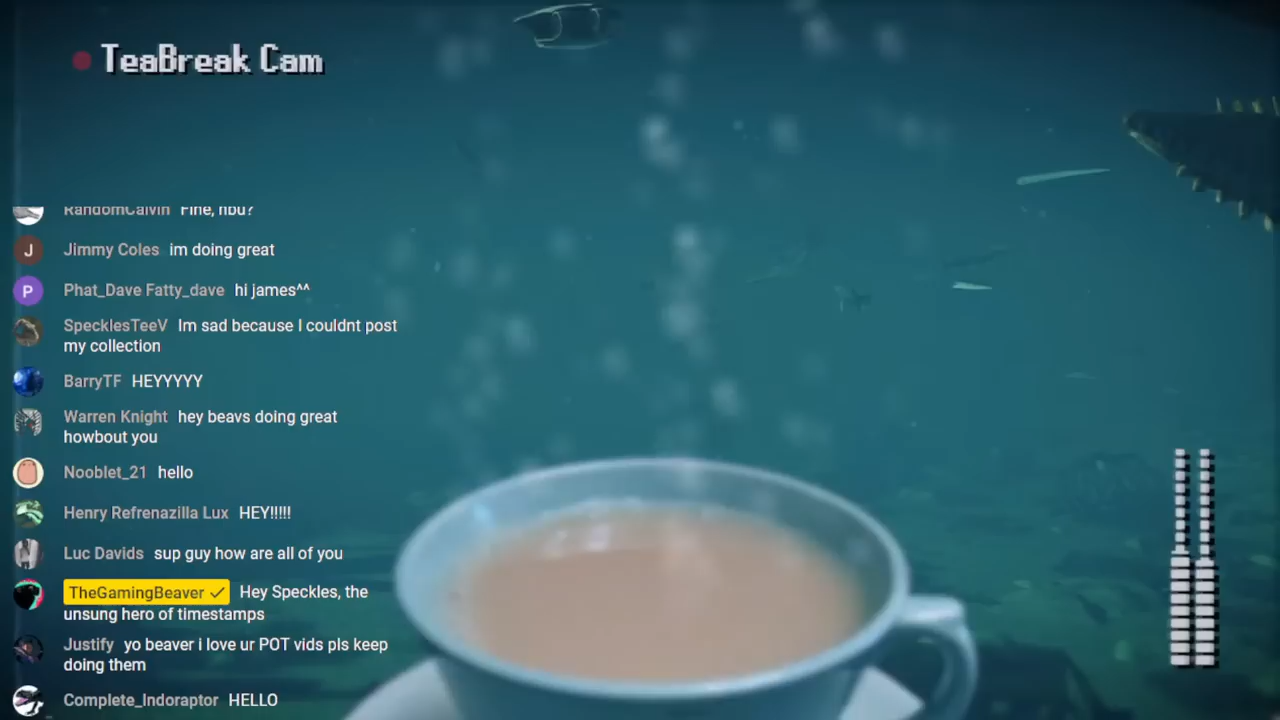 TeaBreak Cam
RandomCalvin Fine, hbu?
J Jimmy Coles im doing great
P Phat_Dave Fatty_dave hi james^^
SpecklesTeeV Im sad because I couldnt post
my collection
BarryTF HEYYYYY
Warren Knight hey beavs doing great
howbout you
Nooblet_21 hello
Henry Refrenazilla Lux HEY!!!!!
Luc Davids sup guy how are all of you
TheGamingBeaver ✓ Hey Speckles, the
unsung hero of timestamps
Justify yo beaver i love ur POT vids pls keep
doing them
Complete_Indoraptor HELLO